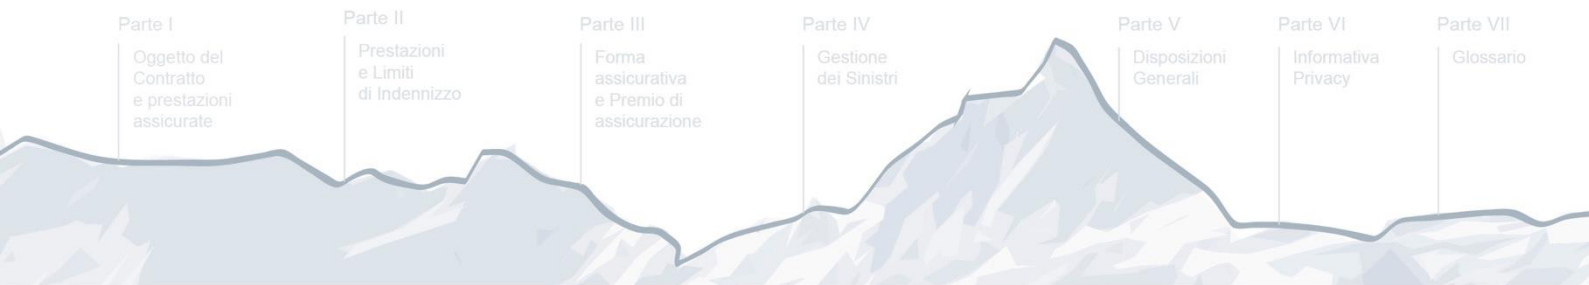 Parte I
Oggetto del
Contratto
e prestazioni
assicurate
Parte II
Prestazioni
e Limiti
di Indennizzo
Parte III
Forma
assicurativa
e Premio di
assicurazione
Parte IV
Gestione
dei Sinistri
Parte V
Disposizioni
Generali
Parte VI
Informativa
Privacy
Parte VII
Glossario